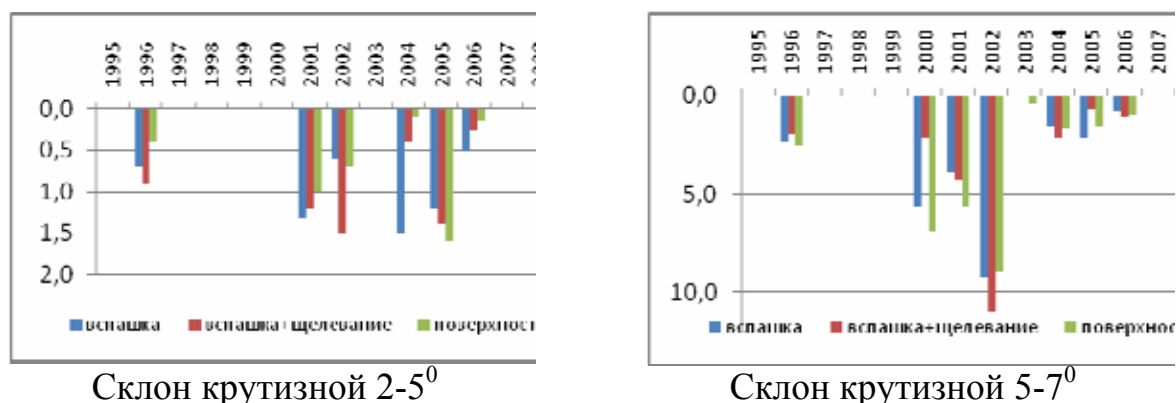 1995 1996 1997 1998 1999 2000 2001 2002 2003 2004 2005 2006 2007
0,0
0,5
1,0
1,5
2,0
вспашка вспашка+щелевание поверхност
Склон крутизной 2-5⁰
1995 1996 1997 1998 1999 2000 2001 2002 2003 2004 2005 2006 2007
0,0
5,0
10,0
вспашка вспашка+щелевание поверхнос
Склон крутизной 5-7⁰